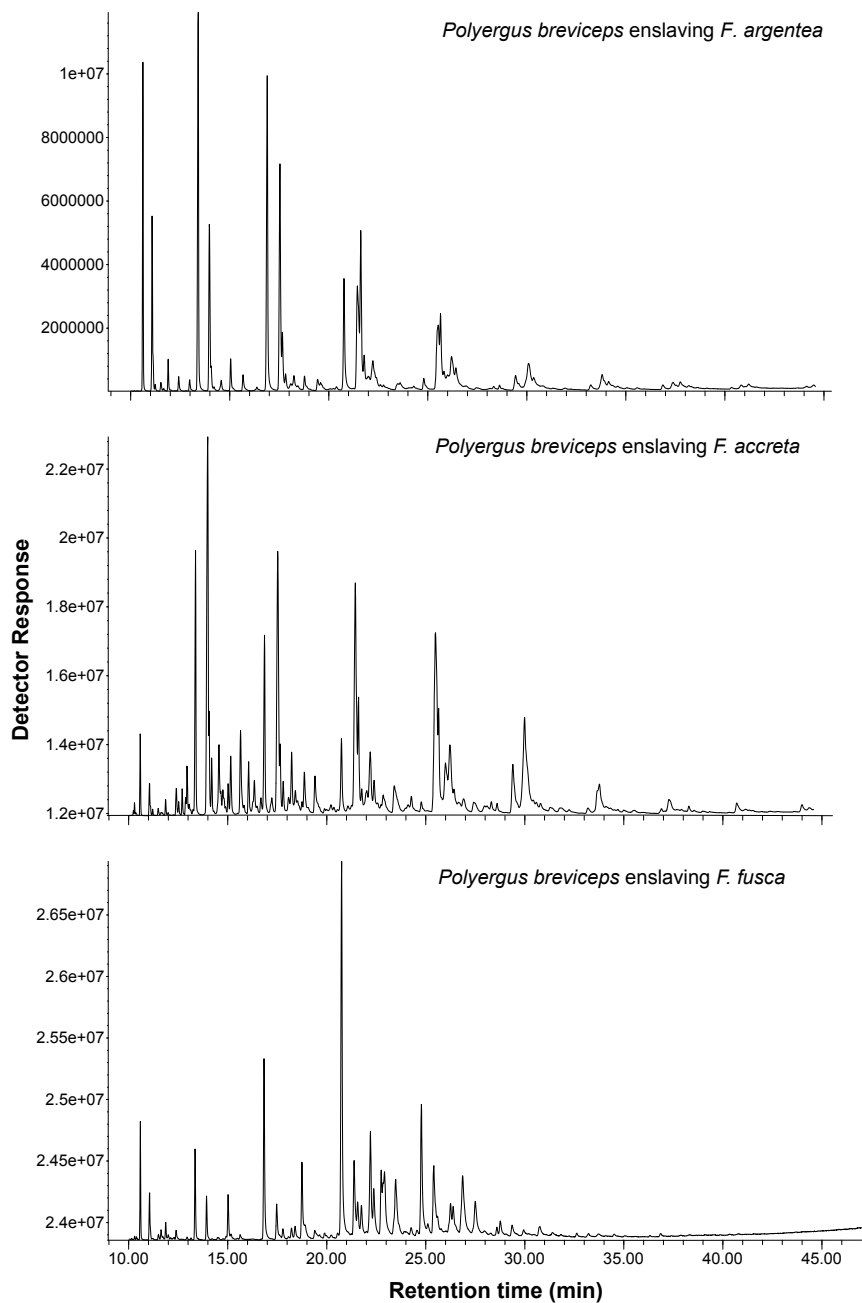 Polyergus breviceps enslaving F. argentea
1e+07
8000000
6000000
4000000
2000000
Polyergus breviceps enslaving F. accreta
2.2e+07
2e+07
1.8e+07
1.6e+07
1.4e+07
1.2e+07
Detector Response
Polyergus breviceps enslaving F. fusca
2.65e+07
2.6e+07
2.55e+07
2.5e+07
2.45e+07
2.4e+07
10.00 15.00 20.00 25.00 30.00 35.00 40.00 45.00
Retention time (min)